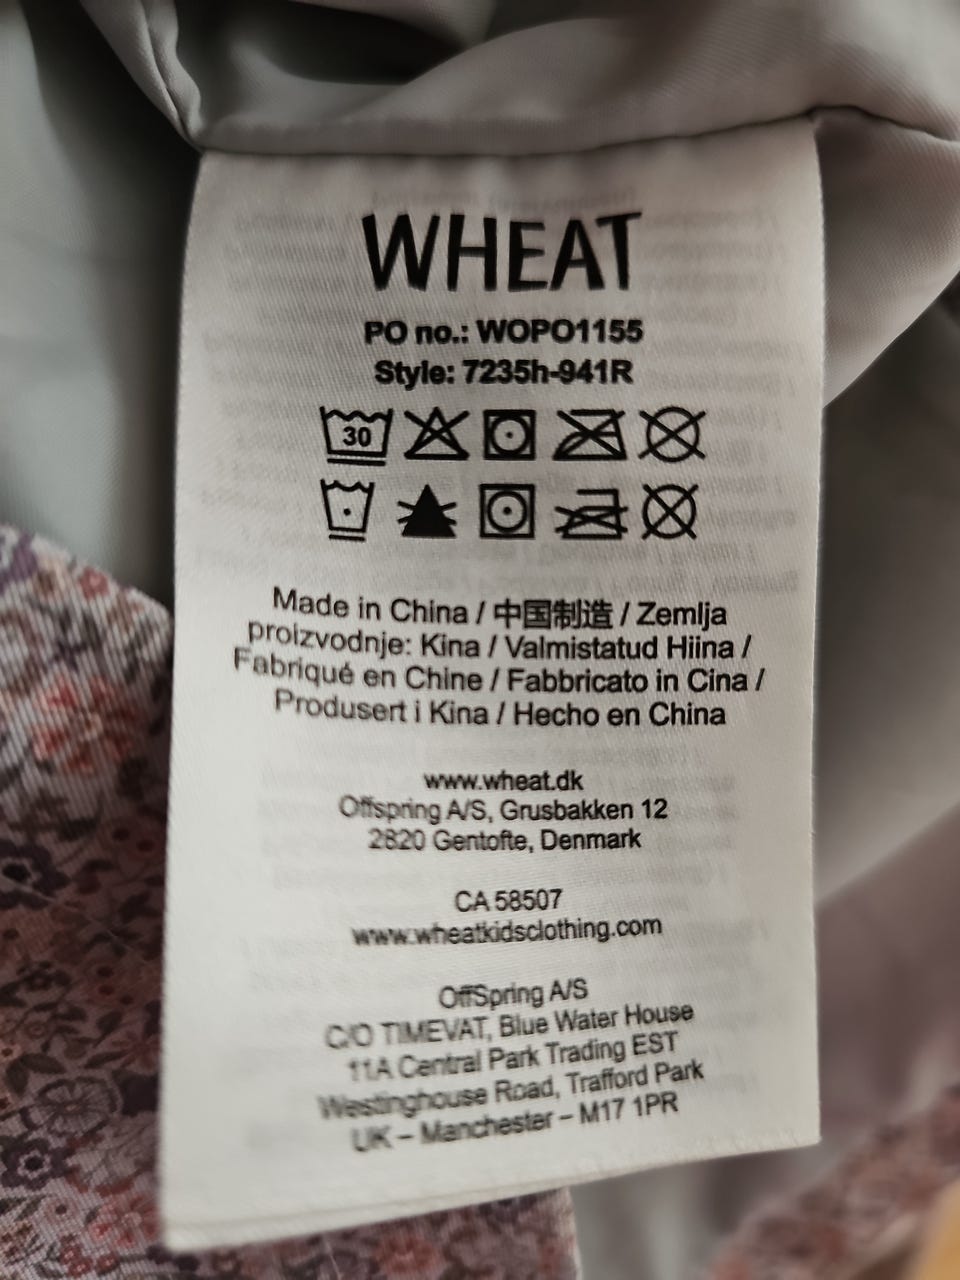 WHEAT
PO no.: WOPO1155
Style: 7235h-941R
30
Made in China / 中国制造 / Zemlja
proizvodnje: Kina / Valmistatud Hiina /
Fabriqué en Chine / Fabbricato in Cina /
Produsert i Kina / Hecho en China
www.wheat.dk
Offspring A/S, Grusbakken 12
2820 Gentofte, Denmark
CA 58507
www.wheatkidsclothing.com
OffSpring A/S
C/O TIMEVAT, Blue Water House
11A Central Park Trading EST
Westinghouse Road, Trafford Park
UK – Manchester – M17 1PR